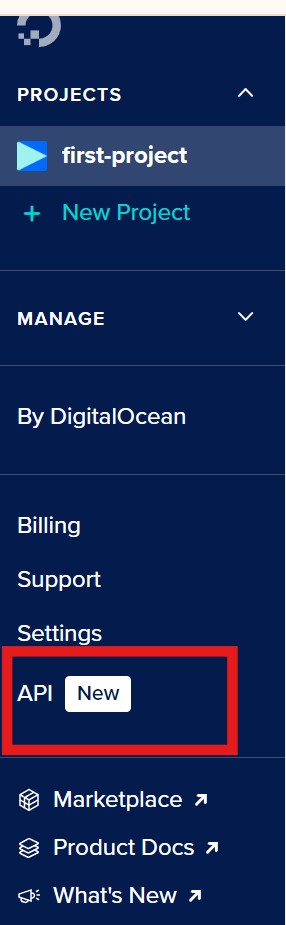 PROJECTS
first-project
+ New Project
MANAGE
By DigitalOcean
Billing
Support
Settings
API New
Marketplace
Product Docs
What's New